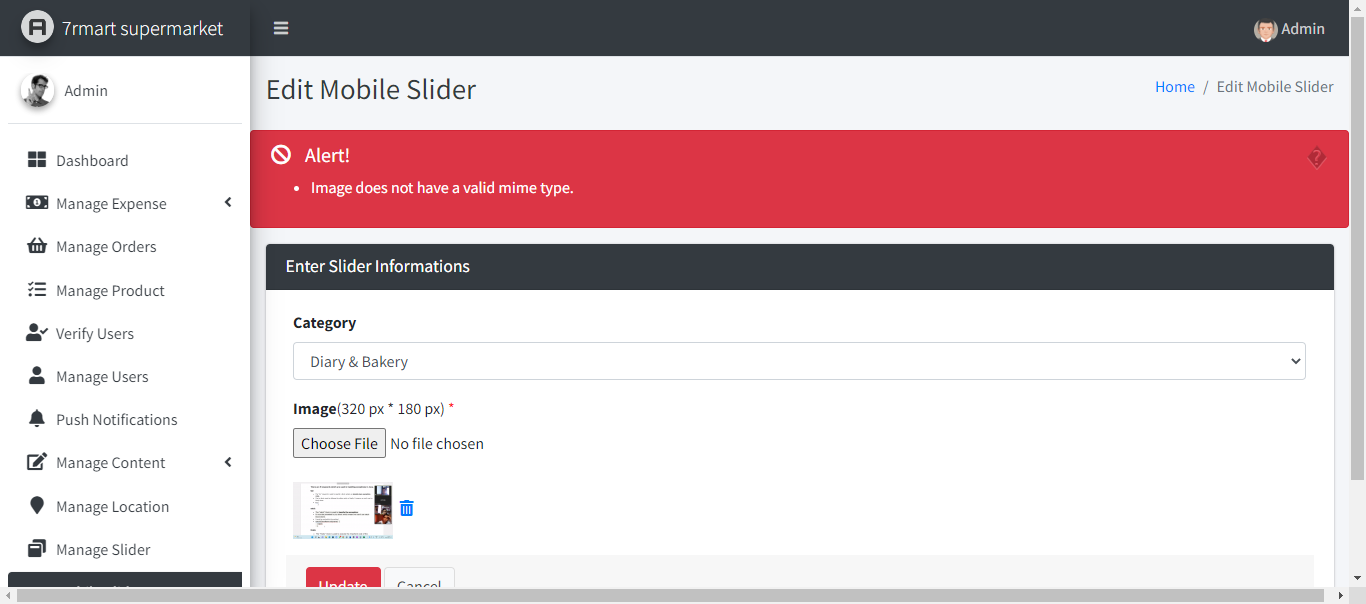 7rmart supermarket
Admin
Admin
Edit Mobile Slider
Home / Edit Mobile Slider
Alert!
Image does not have a valid mime type.
Dashboard
Manage Expense
Manage Orders
Manage Product
Verify Users
Manage Users
Push Notifications
Manage Content
Manage Location
Manage Slider
Enter Slider Informations
Category
Diary & Bakery
Image(320 px * 180 px) *
Choose File No file chosen
Update Cancel